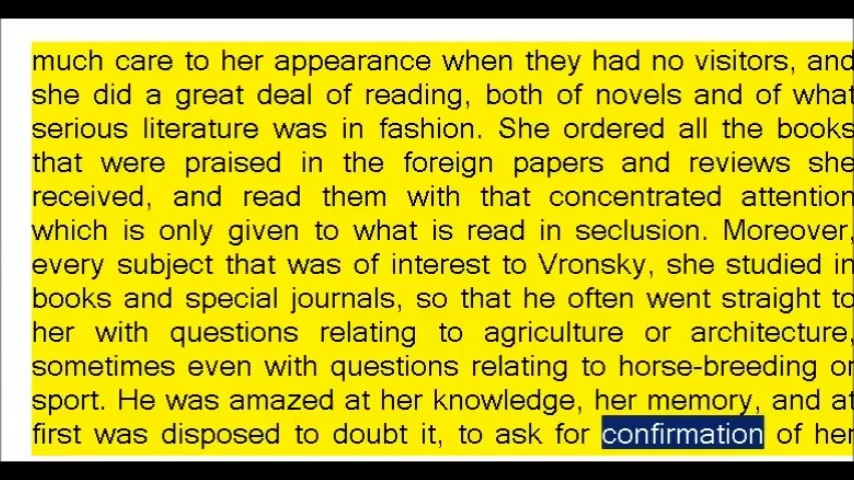 much care to her appearance when they had no visitors, and
she did a great deal of reading, both of novels and of what
serious literature was in fashion. She ordered all the books
that were praised in the foreign papers and reviews she
received, and read them with that concentrated attention
which is only given to what is read in seclusion. Moreover,
every subject that was of interest to Vronsky, she studied in
books and special journals, so that he often went straight to
her with questions relating to agriculture or architecture,
sometimes even with questions relating to horse-breeding or
sport. He was amazed at her knowledge, her memory, and at
first was disposed to doubt it, to ask for confirmation of her